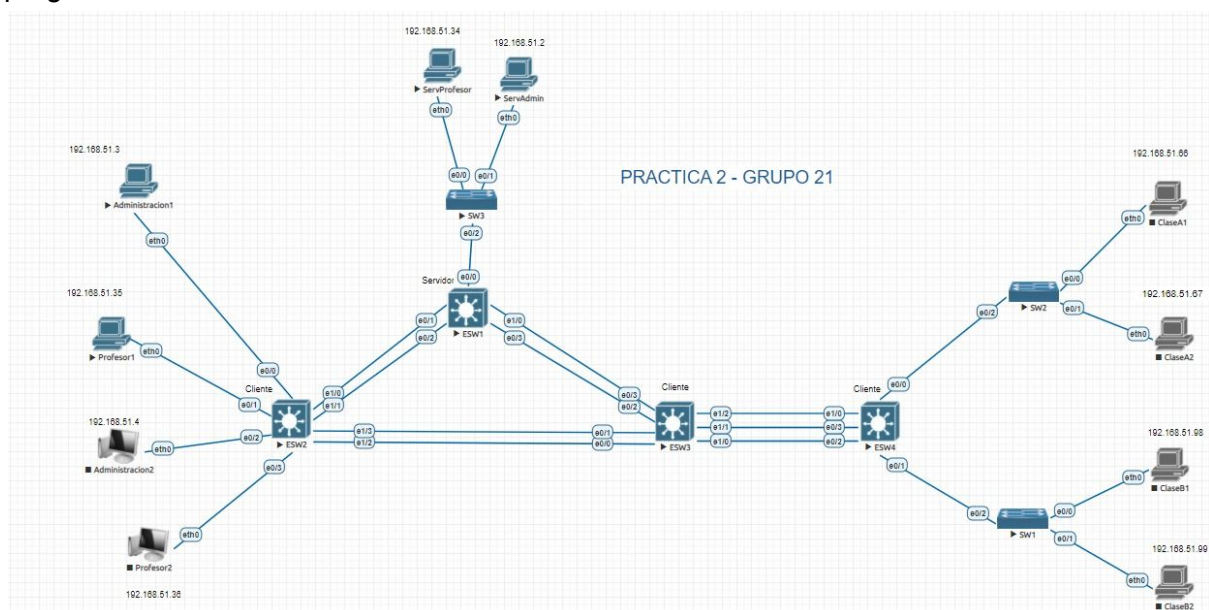 192.168.51.34
192.168.51.2
ServProfesor
ServAdmin
eth0
eth0
192.168.51.3
192.168.51.66
PRACTICA 2 - GRUPO 21
e0/0
e0/1
Administracion1
SW3
ClaseA1
eth0
e0/2
eth0
Servidor
e0/0
e0/0
192.168.51.35
192.168.51.67
e0/2
e0/1
SW2
e0/1
e1/0
eth0
Profesor1
eth0
e0/2
e0/3
ESW1
ClaseA2
e0/0
e0/0
Cliente
e1/0
e0/3
Cliente
Cliente
e0/1
e1/1
e0/2
192.168.51.4
e1/2
e1/0
e0/2
e1/3
e0/1
e1/1
e0/3
192.168.51.98
eth0
ESW2
e1/2
e0/0
ESW3
e1/0
e0/2
ESW4
Administracion2
e0/1
e0/3
eth0
ClaseB1
e0/2
e0/0
eth0
SW1
e0/1
192.168.51.99
Profesor2
eth0
192.168.51.36
ClaseB2